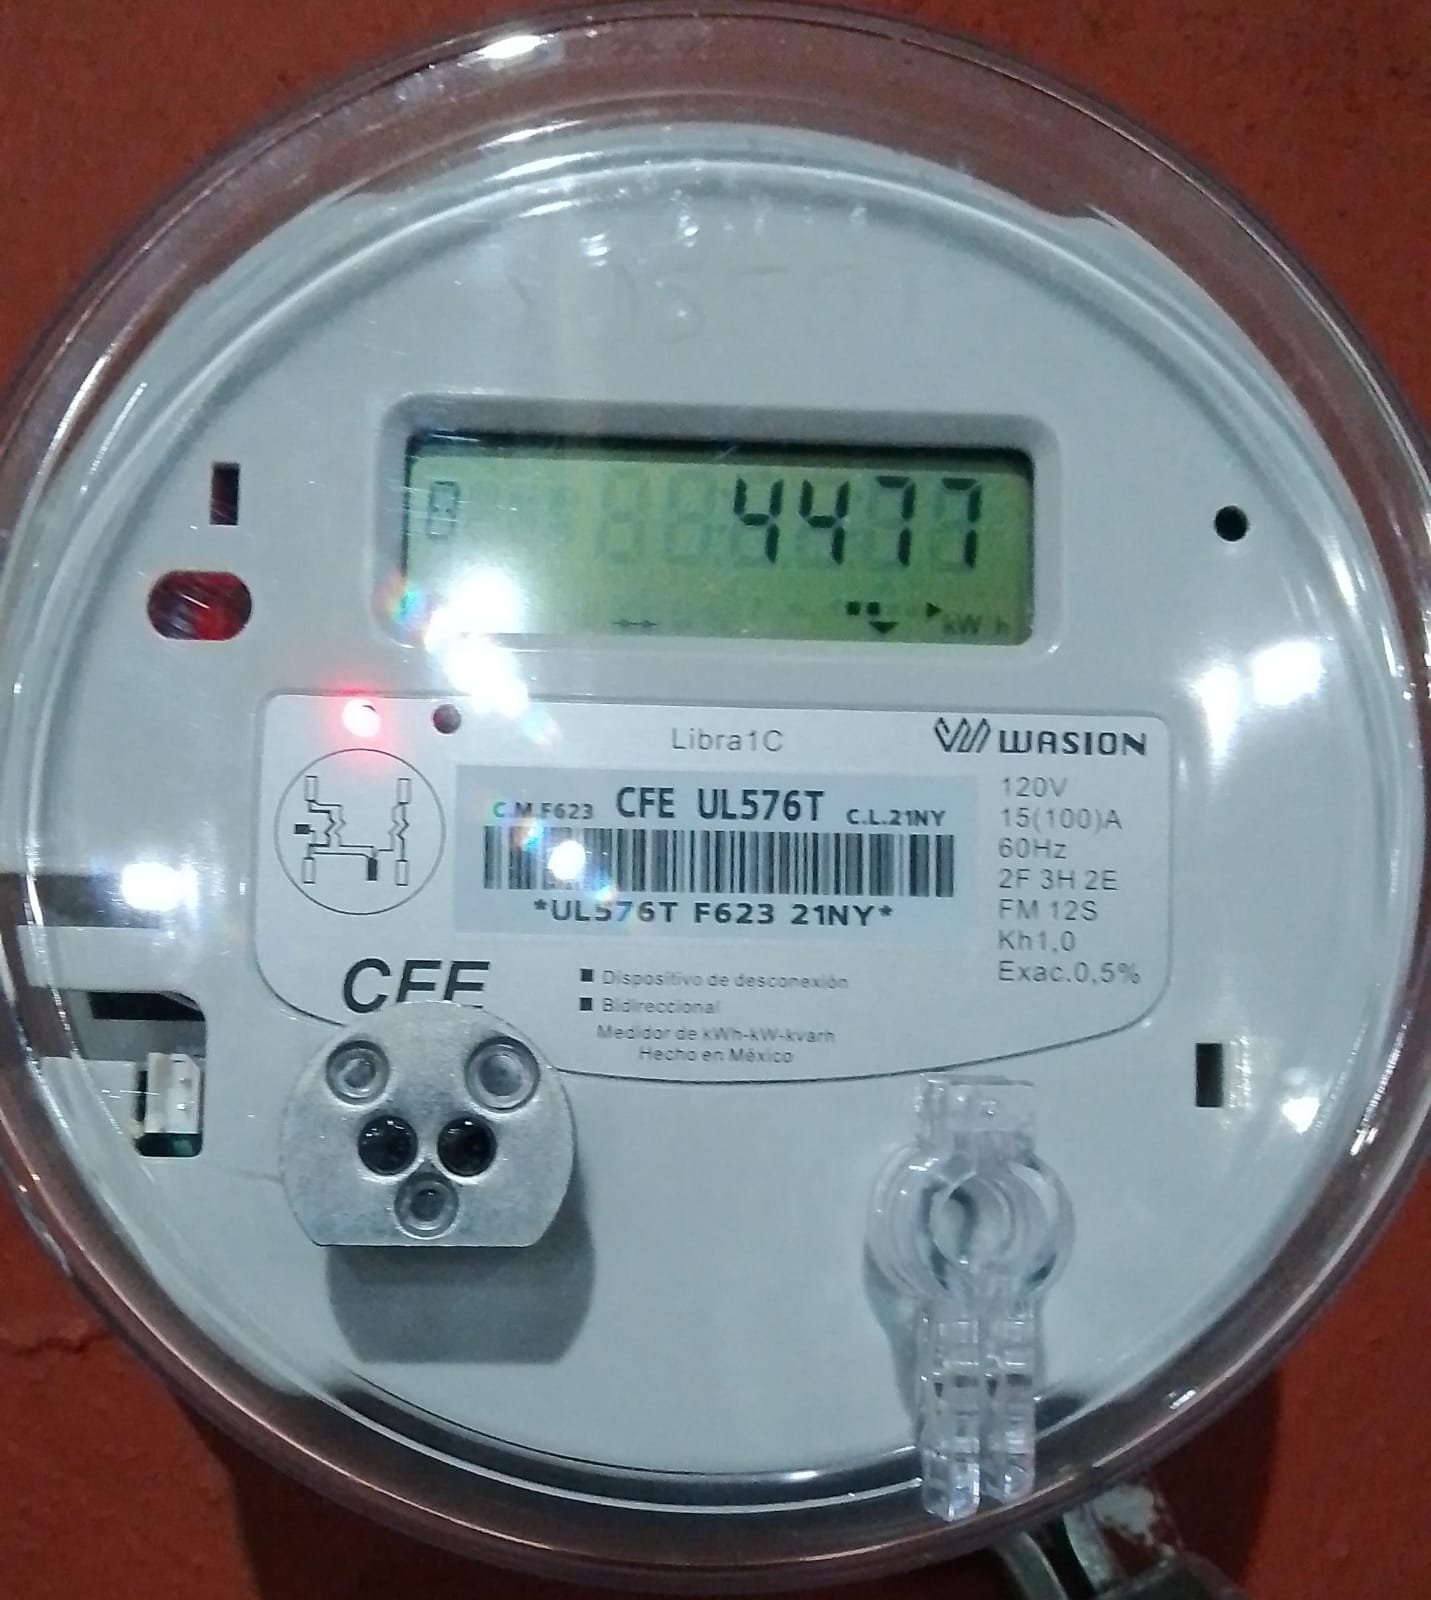 4477
kW h
Libra1C
WASION
C.M.F623 CFE UL576T C.L.21NY
*UL576T F623 21NY*
120V
15(100)A
60Hz
2F 3H 2E
FM 12S
Kh1,0
Exac.0,5%
CFE
Dispositivo de desconexión
Bidireccional
Medidor de kWh-kW-kvarh
Hecho en México